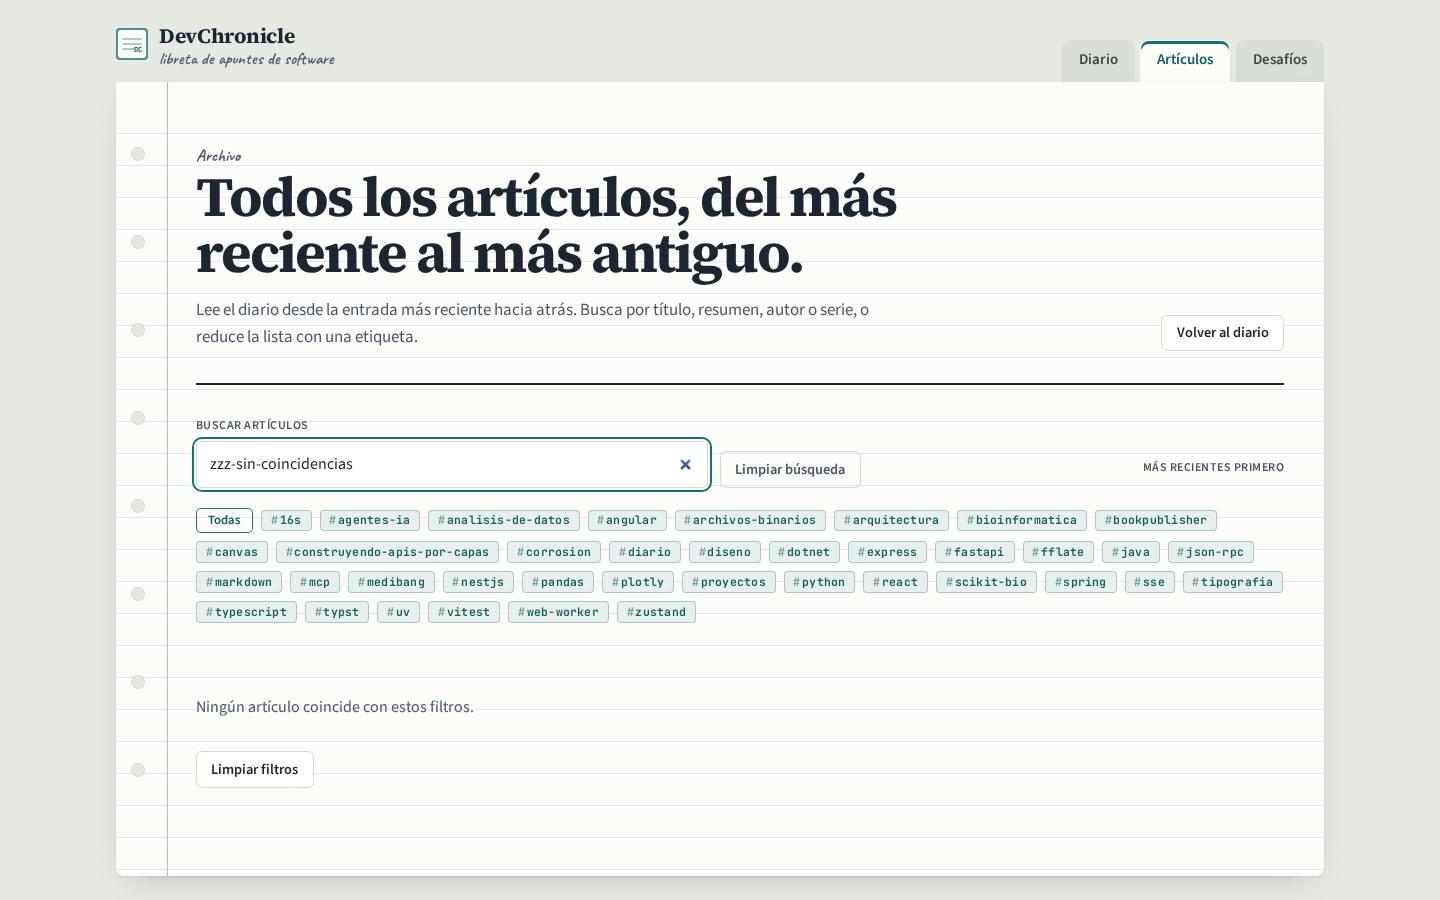 DC
DevChronicle
libreta de apuntes de software
Diario
Artículos
Desafíos
Archivo
Todos los artículos, del más
reciente al más antiguo.
Lee el diario desde la entrada más reciente hacia atrás. Busca por título, resumen, autor o serie, o
reduce la lista con una etiqueta.
Volver al diario
BUSCAR ARTÍCULOS
zzz-sin-coincidencias
Limpiar búsqueda
MÁS RECIENTES PRIMERO
Todas #16s #agentes-ia #analisis-de-datos #angular #archivos-binarios #arquitectura #bioinformatica #bookpublisher
#canvas #construyendo-apis-por-capas #corrosion #diario #diseno #dotnet #express #fastapi #fflate #java #json-rpc
#markdown #mcp #medibang #nestjs #pandas #plotly #proyectos #python #react #scikit-bio #spring #sse #tipografia
#typescript #typst #uv #vitest #web-worker #zustand
Ningún artículo coincide con estos filtros.
Limpiar filtros